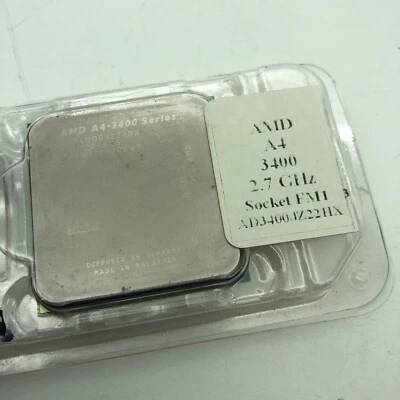 AMD A4-3400 Series
DIFFUSED IN GERMANY
MADE IN MALAYSIA
AMD
A4
3400
2.7 GHz
Socket FM1
AD3400JZ22HX